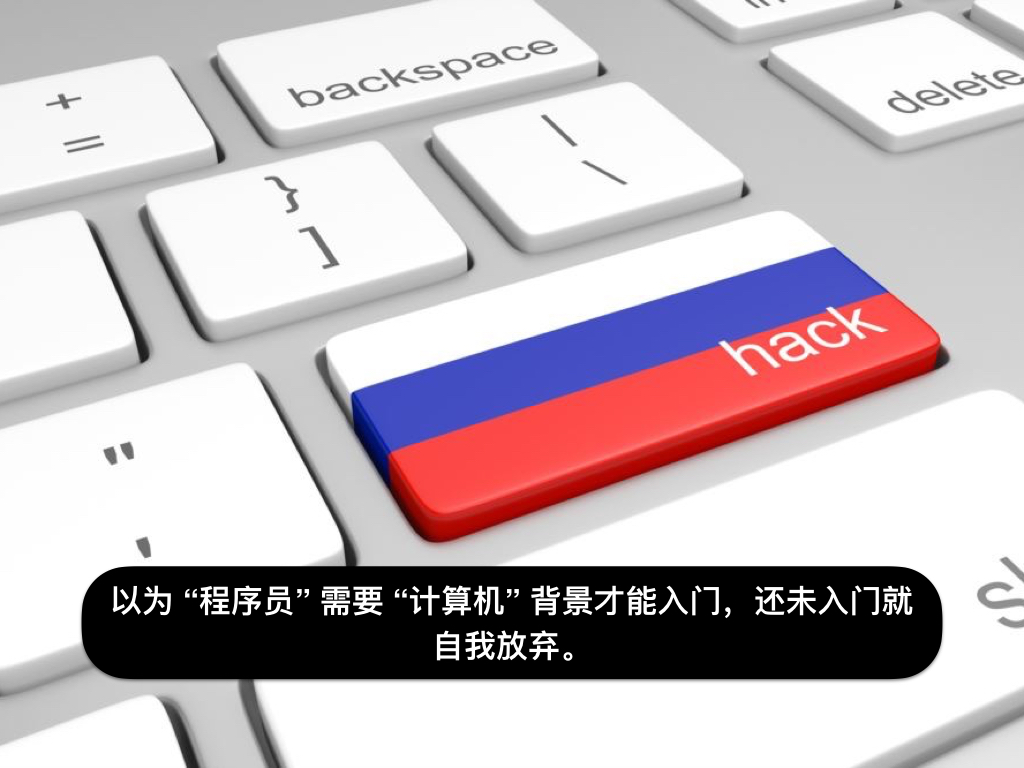 backspace
+
=
delete
}
]
|
\
hack
"
'
以为 “程序员” 需要 “计算机” 背景才能入门，还未入门就
自我放弃。